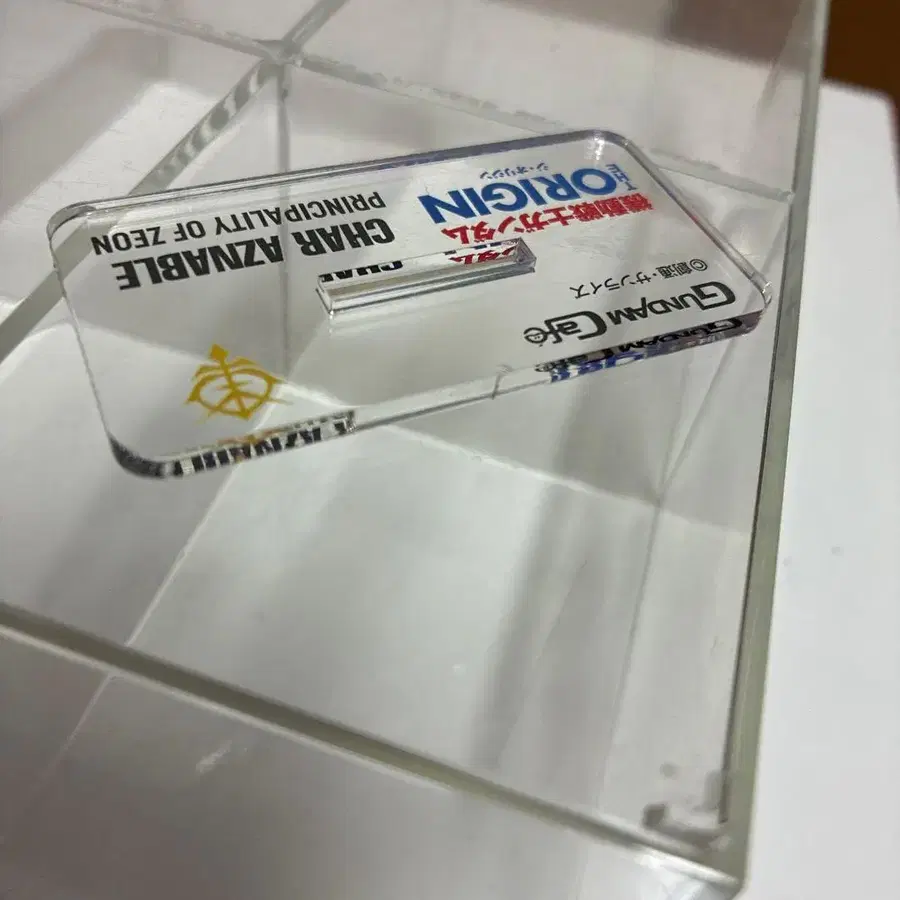 GUNDAM Café
©創通・サンライズ
機動戦士ガンダム
THE ORIGIN
ジ・オリジン
CHAR AZNABLE
PRINCIPALITY OF ZEON